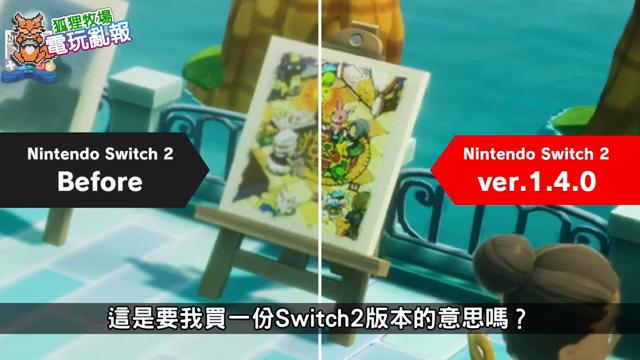 狐狸牧場
電玩亂報
Nintendo Switch 2
Before
Nintendo Switch 2
ver.1.4.0
這是要我買一份Switch2版本的意思嗎？